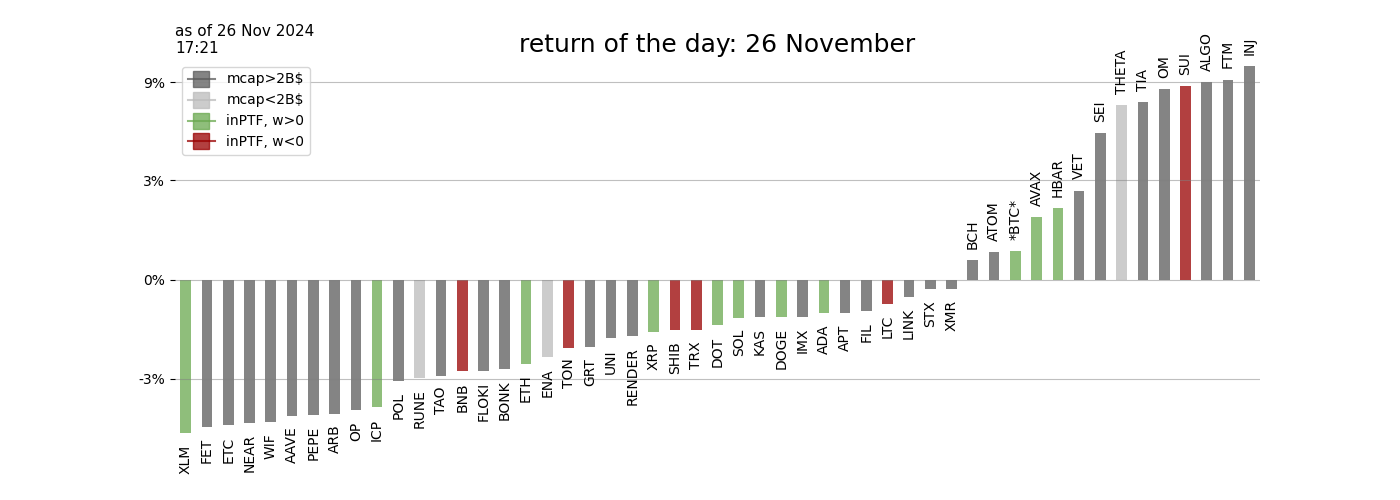 as of 26 Nov 2024
17:21
return of the day: 26 November
mcap>2B$
mcap<2B$
inPTF, w>0
inPTF, w<0
9%
3%
0%
-3%
XLM
FET
ETC
NEAR
WIF
AAVE
PEPE
ARB
OP
ICP
POL
RUNE
TAO
BNB
FLOKI
BONK
ETH
ENA
TON
GRT
UNI
RENDER
XRP
SHIB
TRX
DOT
SOL
KAS
DOGE
IMX
ADA
APT
FIL
LTC
LINK
STX
XMR
BCH
ATOM
*BTC*
AVAX
HBAR
VET
SEI
THETA
TIA
OM
SUI
ALGO
FTM
INJ